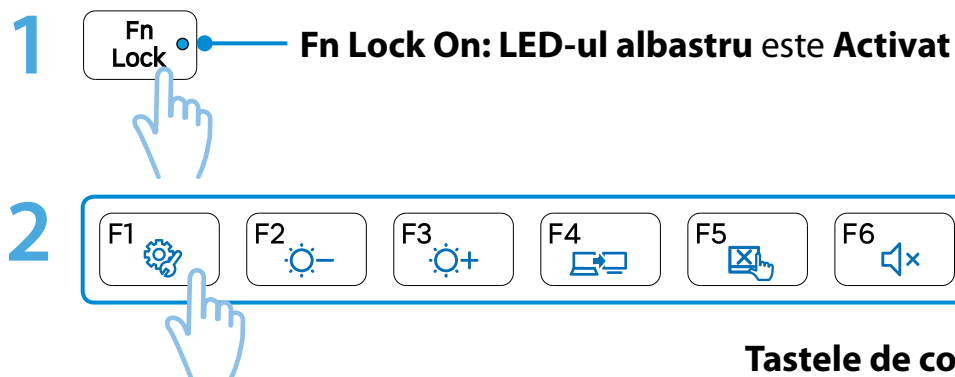 1
Fn
Lock
Fn Lock On: LED-ul albastru este Activat
2
F1 F2 F3 F4 F5 F6
Tastele de